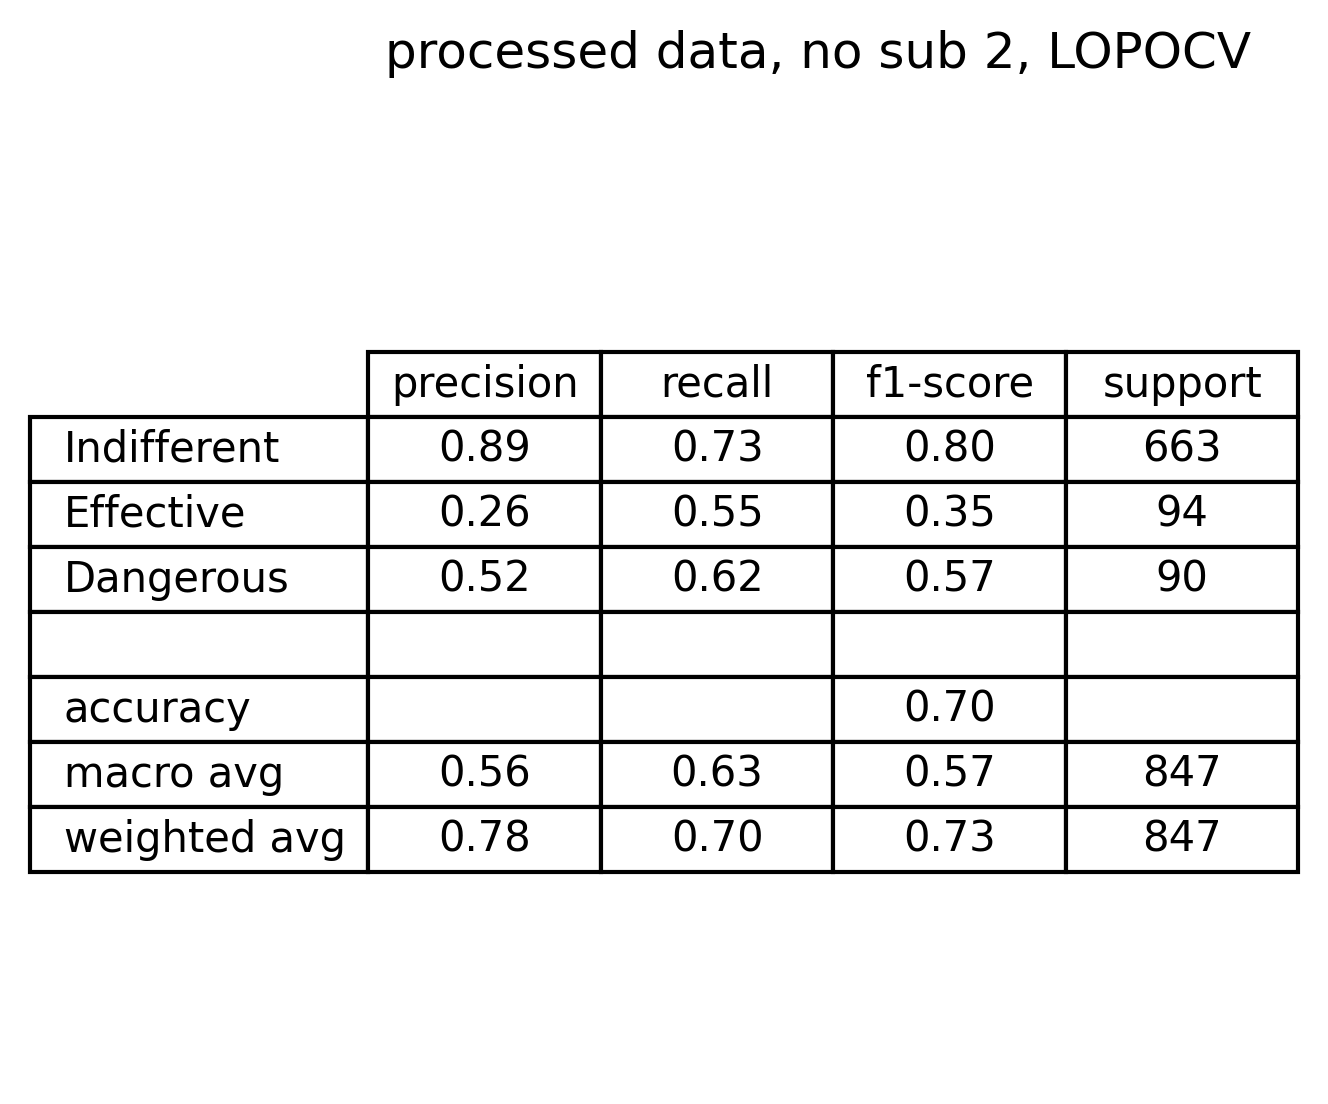 processed data, no sub 2, LOPOCV
precision recall f1-score support
Indifferent 0.89 0.73 0.80 663
Effective 0.26 0.55 0.35 94
Dangerous 0.52 0.62 0.57 90
accuracy 0.70
macro avg 0.56 0.63 0.57 847
weighted avg 0.78 0.70 0.73 847